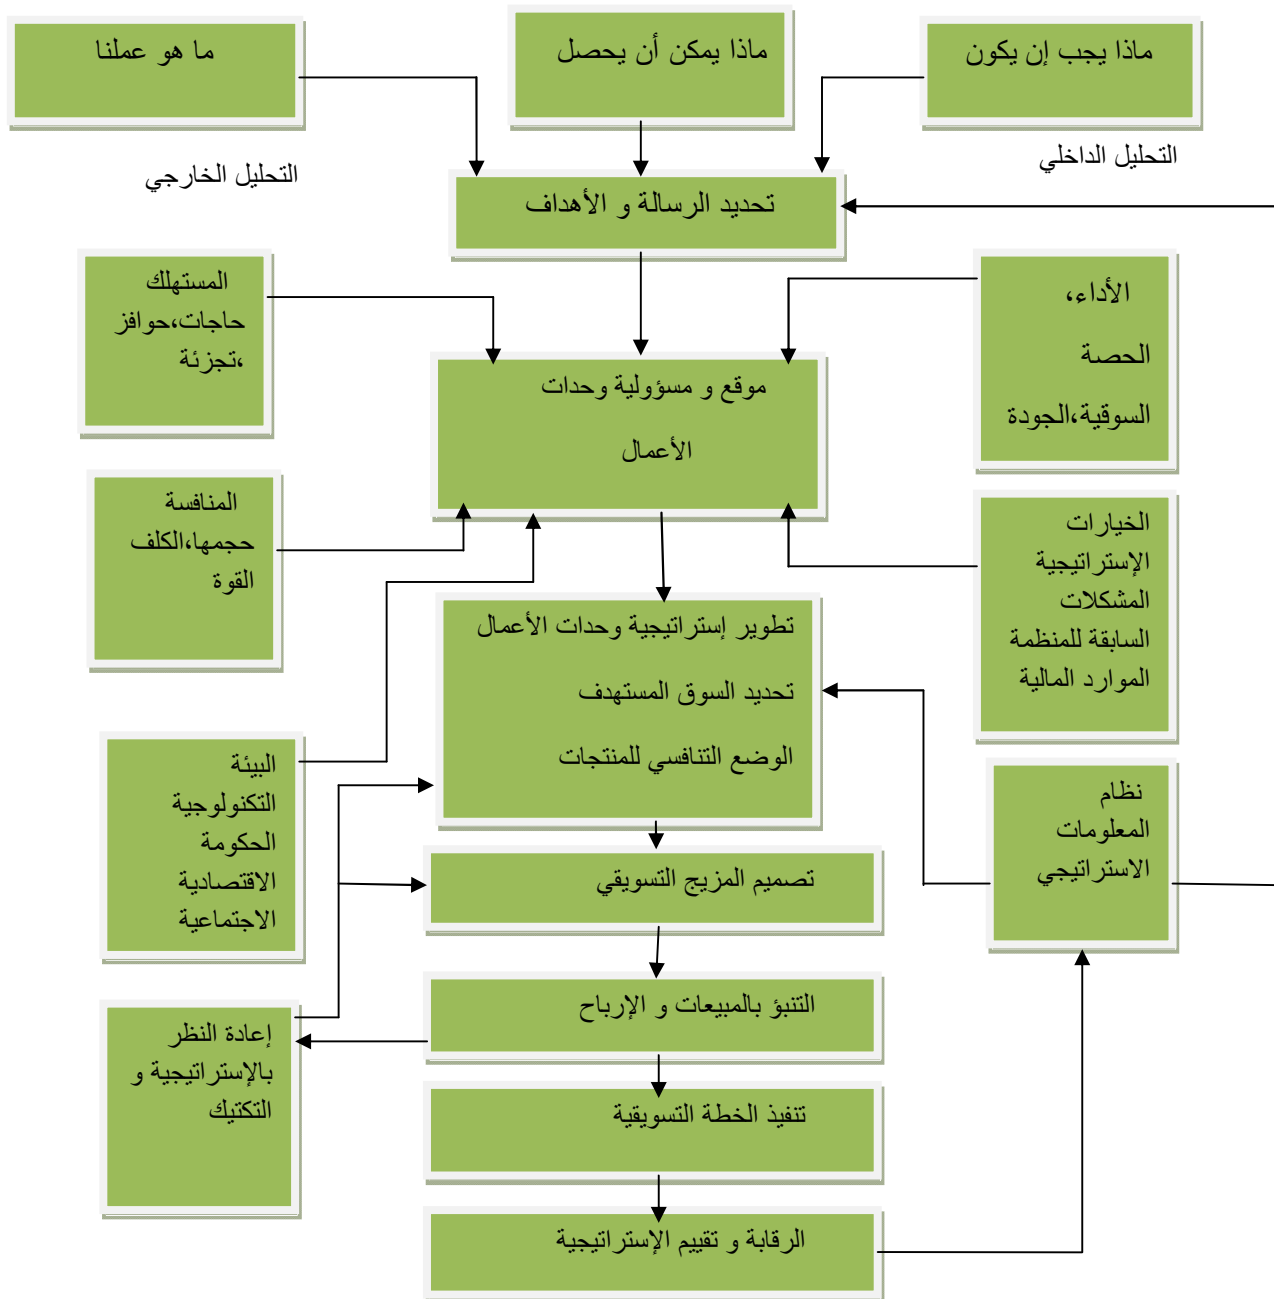 ماذا يجب إن يكون
ماذا يمكن أن يحصل
ما هو عملنا
التحليل الداخلي
التحليل الخارجي
تحديد الرسالة و الأهداف
الأداء،
الحصة
السوقية،الجودة
المستهلك
حاجات،حوافز
،تجزئة
موقع و مسؤولية وحدات
الأعمال
الخيارات
الإستراتيجية
المشكلات
السابقة للمنظمة
الموارد المالية
المنافسة
حجمها،الكلف
القوة
تطوير إستراتيجية وحدات الأعمال
تحديد السوق المستهدف
الوضع التنافسي للمنتجات
نظام
المعلومات
الاستراتيجي
البيئة
التكنولوجية
الحكومة
الاقتصادية
الاجتماعية
تصميم المزيج التسويقي
التنبؤ بالمبيعات و الإرباح
إعادة النظر
بالإستراتيجية و
التكتيك
تنفيذ الخطة التسويقية
الرقابة و تقييم الإستراتيجية